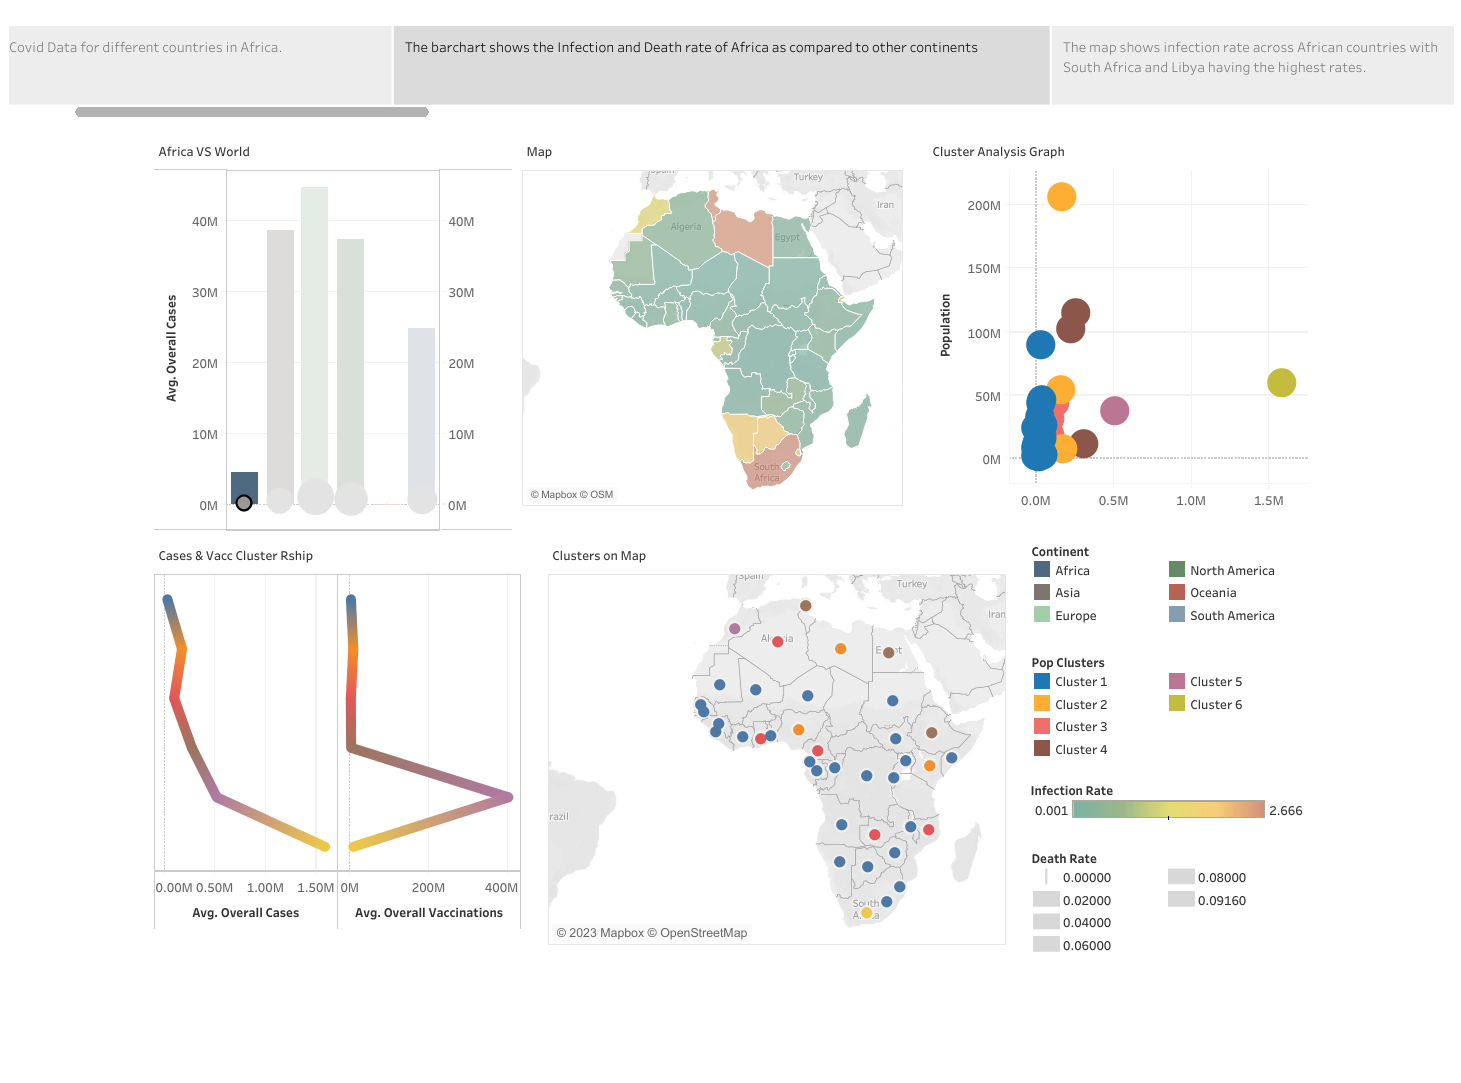 Covid Data for different countries in Africa.
The barchart shows the Infection and Death rate of Africa as compared to other continents
The map shows infection rate across African countries with
South Africa and Libya having the highest rates.
Africa VS World
Avg. Overall Cases
40M
30M
20M
10M
0M
40M
30M
20M
10M
0M
Map
Spain
Turkey
Iran
Algeria
Egypt
South
Africa
© Mapbox © OSM
Cluster Analysis Graph
Population
200M
150M
100M
50M
0M
0.0M
0.5M
1.0M
1.5M
Cases & Vacc Cluster Rship
0.00M
0.50M
1.00M
1.50M
0M
200M
400M
Avg. Overall Cases
Avg. Overall Vaccinations
Clusters on Map
Spain
Turkey
Iran
razil
South
© 2023 Mapbox © OpenStreetMap
Continent
Africa
North America
Asia
Oceania
Europe
South America
Pop Clusters
Cluster 1
Cluster 5
Cluster 2
Cluster 6
Cluster 3
Cluster 4
Infection Rate
0.001
2.666
Death Rate
0.00000
0.08000
0.02000
0.09160
0.04000
0.06000